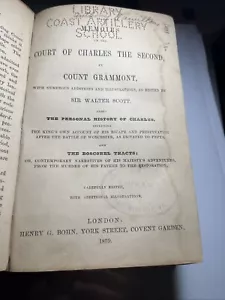 LIBRARY
COAST ARTILLERY
SCHOOL
MEMOIRS
OF THE
COURT OF CHARLES THE SECOND,
BY
COUNT GRAMMONT,
WITH NUMEROUS ADDITIONS AND ILLUSTRATIONS, AS EDITED BY
SIR WALTER SCOTT.
ALSO:
THE PERSONAL HISTORY OF CHARLES,
INCLUDING
THE KING'S OWN ACCOUNT OF HIS ESCAPE AND PRESERVATION
AFTER THE BATTLE OF WORCESTER, AS DICTATED TO PEPYS.
AND
THE BOSCOBEL TRACTS;
OR, CONTEMPORARY NARRATIVES OF HIS MAJESTY'S ADVENTURES,
FROM THE MURDER OF HIS FATHER TO THE RESTORATION.
CAREFULLY EDITED,
WITH ADDITIONAL ILLUSTRATIONS.
LONDON:
HENRY G. BOHN, YORK STREET, COVENT GARDEN.